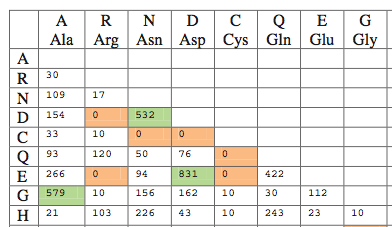 A R N D C Q E G
Ala Arg Asn Asp Cys Gln Glu Gly
A
R 30
N 109 17
D 154 0 532
C 33 10 0 0
Q 93 120 50 76 0
E 266 0 94 831 0 422
G 579 10 156 162 10 30 112
H 21 103 226 43 10 243 23 10